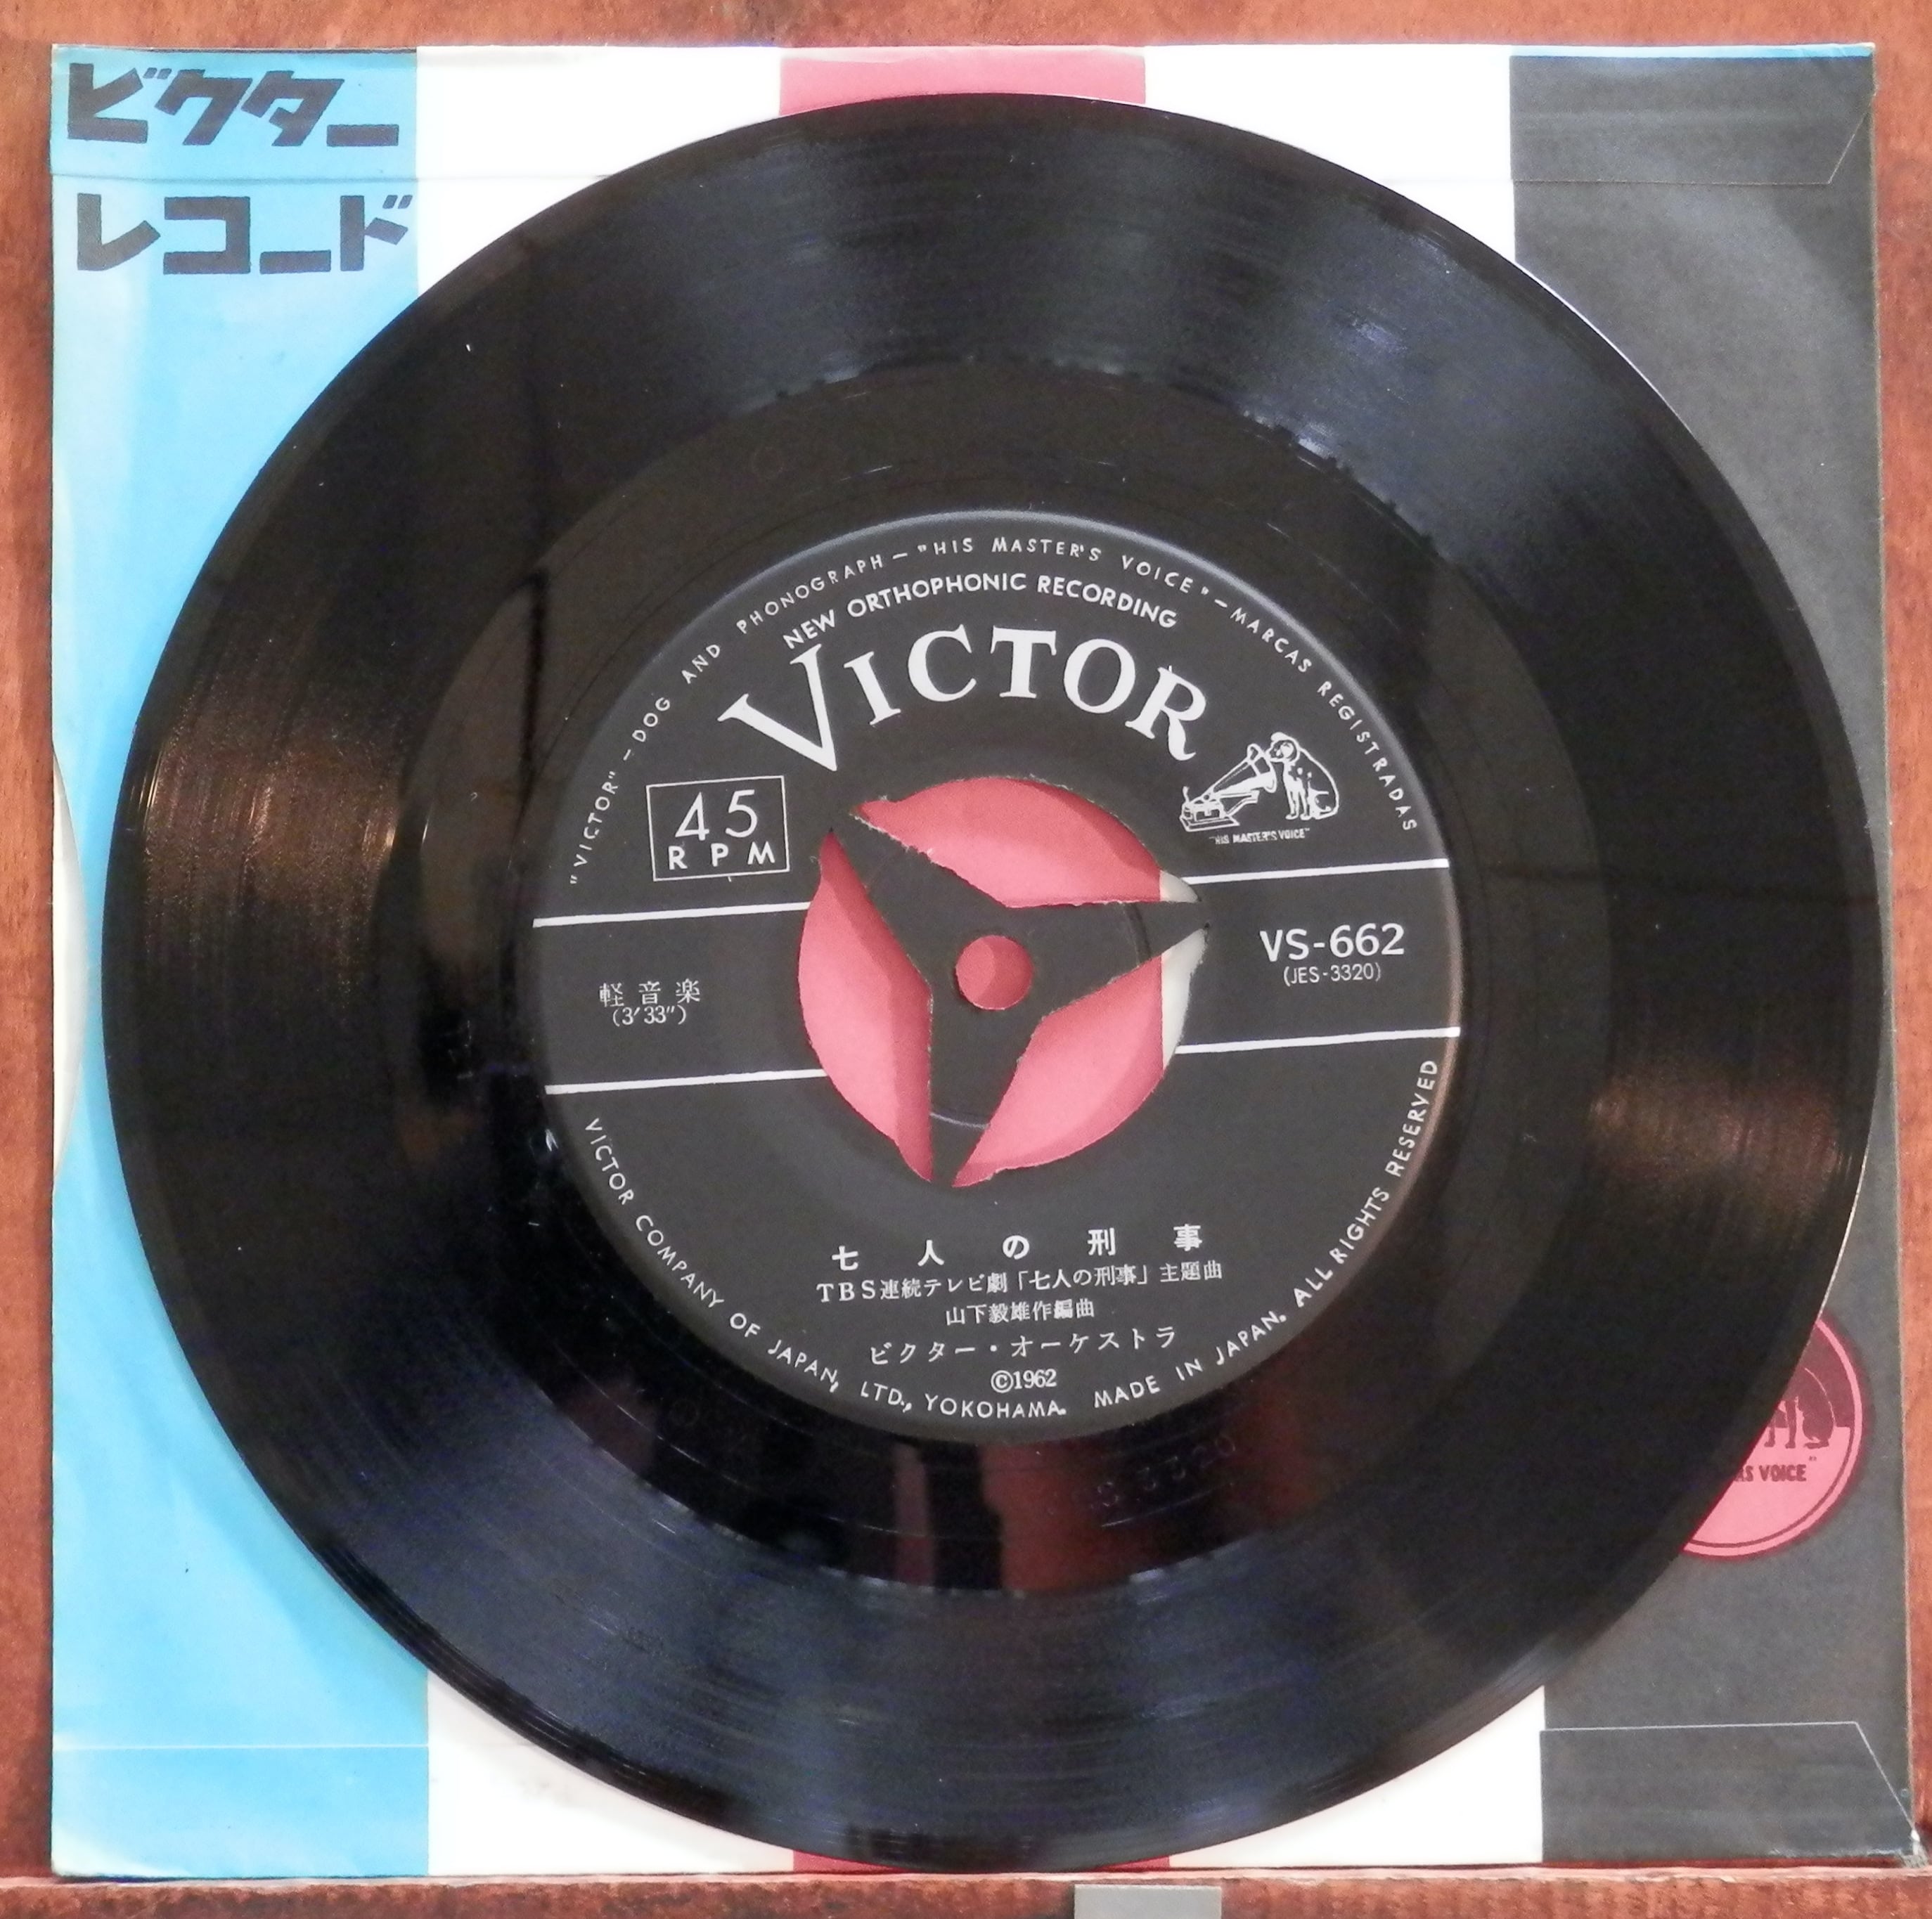 ビクター
レコード
"VICTOR" – DOG AND PHONOGRAPH – "HIS MASTER'S VOICE" – MARCAS REGISTRADAS
NEW ORTHOPHONIC RECORDING
VICTOR
"HIS MASTER'S VOICE"
45
RPM
VS-662
(JES-3320)
軽音楽
(3′33″)
七人の刑事
TBS連続テレビ劇「七人の刑事」主題曲
山下毅雄作編曲
ビクター・オーケストラ
©1962
VICTOR COMPANY OF JAPAN, LTD., YOKOHAMA. MADE IN JAPAN. ALL RIGHTS RESERVED
VOICE"